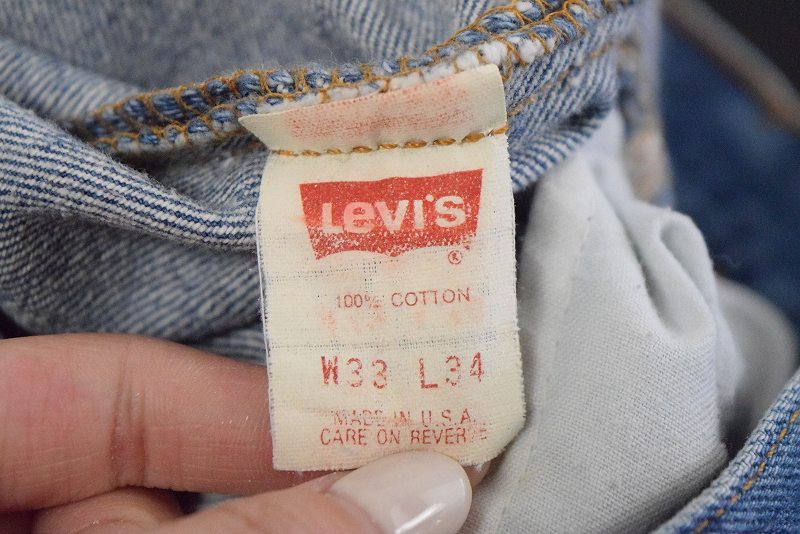 Levi's
®
100% COTTON
W33 L34
MADE IN U.S.A.
CARE ON REVERSE